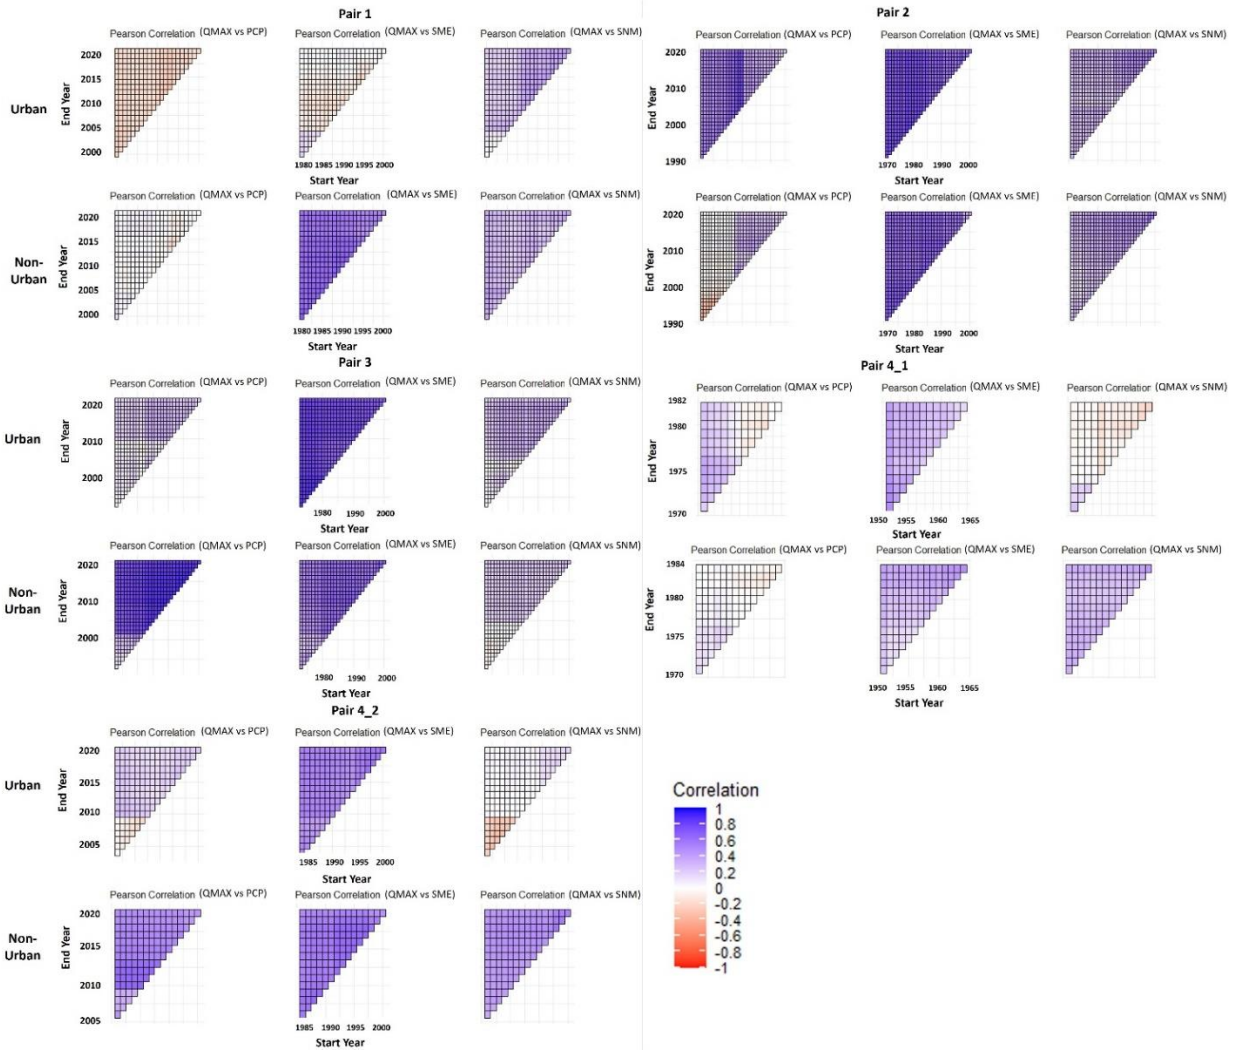 Pair 1
Pearson Correlation (QMAX vs PCP)
Pearson Correlation (QMAX vs SME)
Pearson Correlation (QMAX vs SNM)
Urban
End Year
2020
2015
2010
2005
2000
1980 1985 1990 1995 2000
Start Year
Pearson Correlation (QMAX vs PCP)
Pearson Correlation (QMAX vs SME)
Pearson Correlation (QMAX vs SNM)
Non-
Urban
End Year
2020
2015
2010
2005
2000
1980 1985 1990 1995 2000
Start Year
Pair 2
Pearson Correlation (QMAX vs PCP)
Pearson Correlation (QMAX vs SME)
Pearson Correlation (QMAX vs SNM)
End Year
2020
2010
2000
1990
1970 1980 1990 2000
Start Year
Pearson Correlation (QMAX vs PCP)
Pearson Correlation (QMAX vs SME)
Pearson Correlation (QMAX vs SNM)
End Year
2020
2010
2000
1990
1970 1980 1990 2000
Start Year
Pair 3
Pearson Correlation (QMAX vs PCP)
Pearson Correlation (QMAX vs SME)
Pearson Correlation (QMAX vs SNM)
Urban
End Year
2020
2010
2000
1980 1990 2000
Start Year
Pearson Correlation (QMAX vs PCP)
Pearson Correlation (QMAX vs SME)
Pearson Correlation (QMAX vs SNM)
Non-
Urban
End Year
2020
2010
2000
1980 1990 2000
Start Year
Pair 4_1
Pearson Correlation (QMAX vs PCP)
Pearson Correlation (QMAX vs SME)
Pearson Correlation (QMAX vs SNM)
End Year
1982
1980
1975
1970
1950 1955 1960 1965
Start Year
Pearson Correlation (QMAX vs PCP)
Pearson Correlation (QMAX vs SME)
Pearson Correlation (QMAX vs SNM)
End Year
1984
1980
1975
1970
1950 1955 1960 1965
Start Year
Pair 4_2
Pearson Correlation (QMAX vs PCP)
Pearson Correlation (QMAX vs SME)
Pearson Correlation (QMAX vs SNM)
Urban
End Year
2020
2015
2010
2005
1985 1990 1995 2000
Start Year
Pearson Correlation (QMAX vs PCP)
Pearson Correlation (QMAX vs SME)
Pearson Correlation (QMAX vs SNM)
Non-
Urban
End Year
2020
2015
2010
2005
1985 1990 1995 2000
Start Year
Correlation
1
0.8
0.6
0.4
0.2
0
-0.2
-0.4
-0.6
-0.8
-1